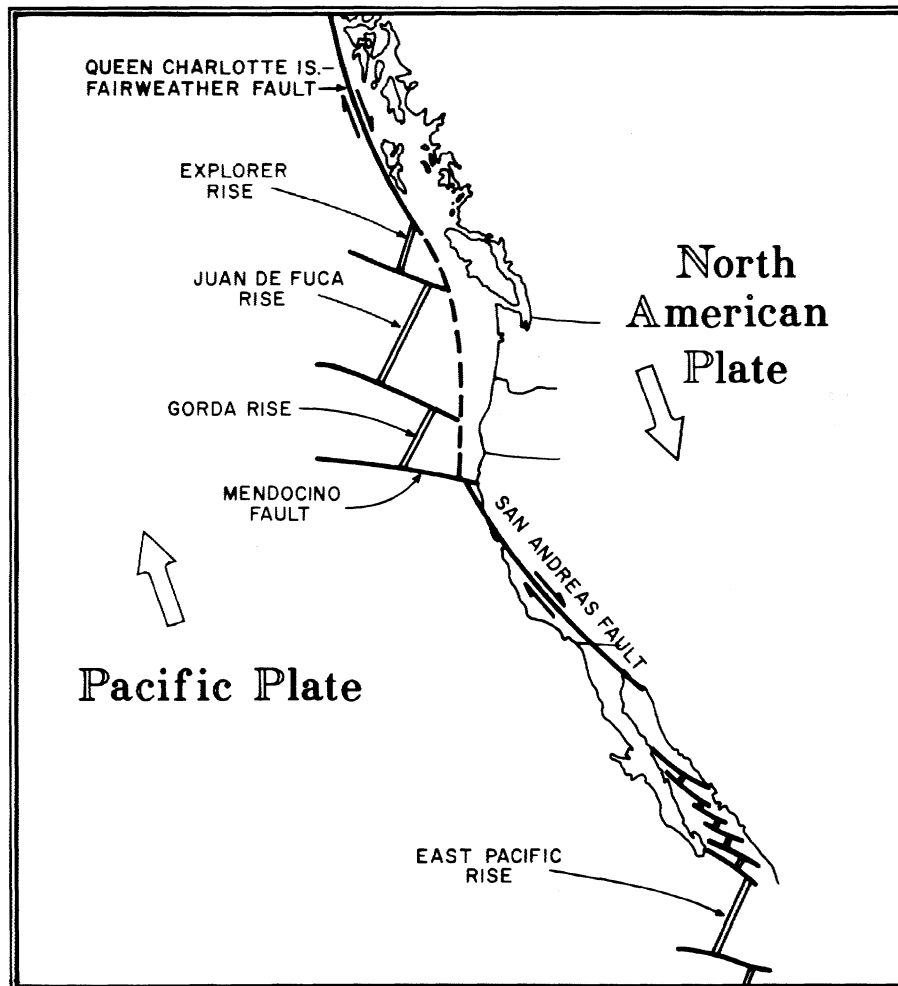 QUEEN CHARLOTTE IS.–
FAIRWEATHER FAULT
EXPLORER
RISE
JUAN DE FUCA
RISE
North
American
Plate
GORDA RISE
MENDOCINO
FAULT
SAN ANDREAS FAULT
Pacific Plate
EAST PACIFIC
RISE